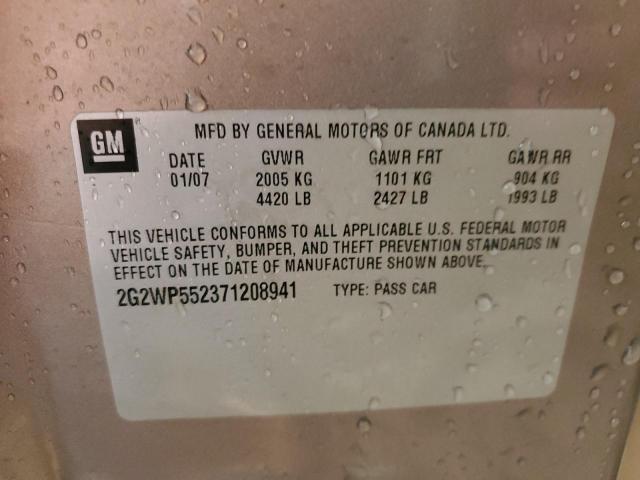 GM
MFD BY GENERAL MOTORS OF CANADA LTD.
DATE GVWR GAWR FRT GAWR RR
01/07 2005 KG 1101 KG 904 KG
4420 LB 2427 LB 1993 LB
THIS VEHICLE CONFORMS TO ALL APPLICABLE U.S. FEDERAL MOTOR
VEHICLE SAFETY, BUMPER, AND THEFT PREVENTION STANDARDS IN
EFFECT ON THE DATE OF MANUFACTURE SHOWN ABOVE.
2G2WP552371208941 TYPE: PASS CAR